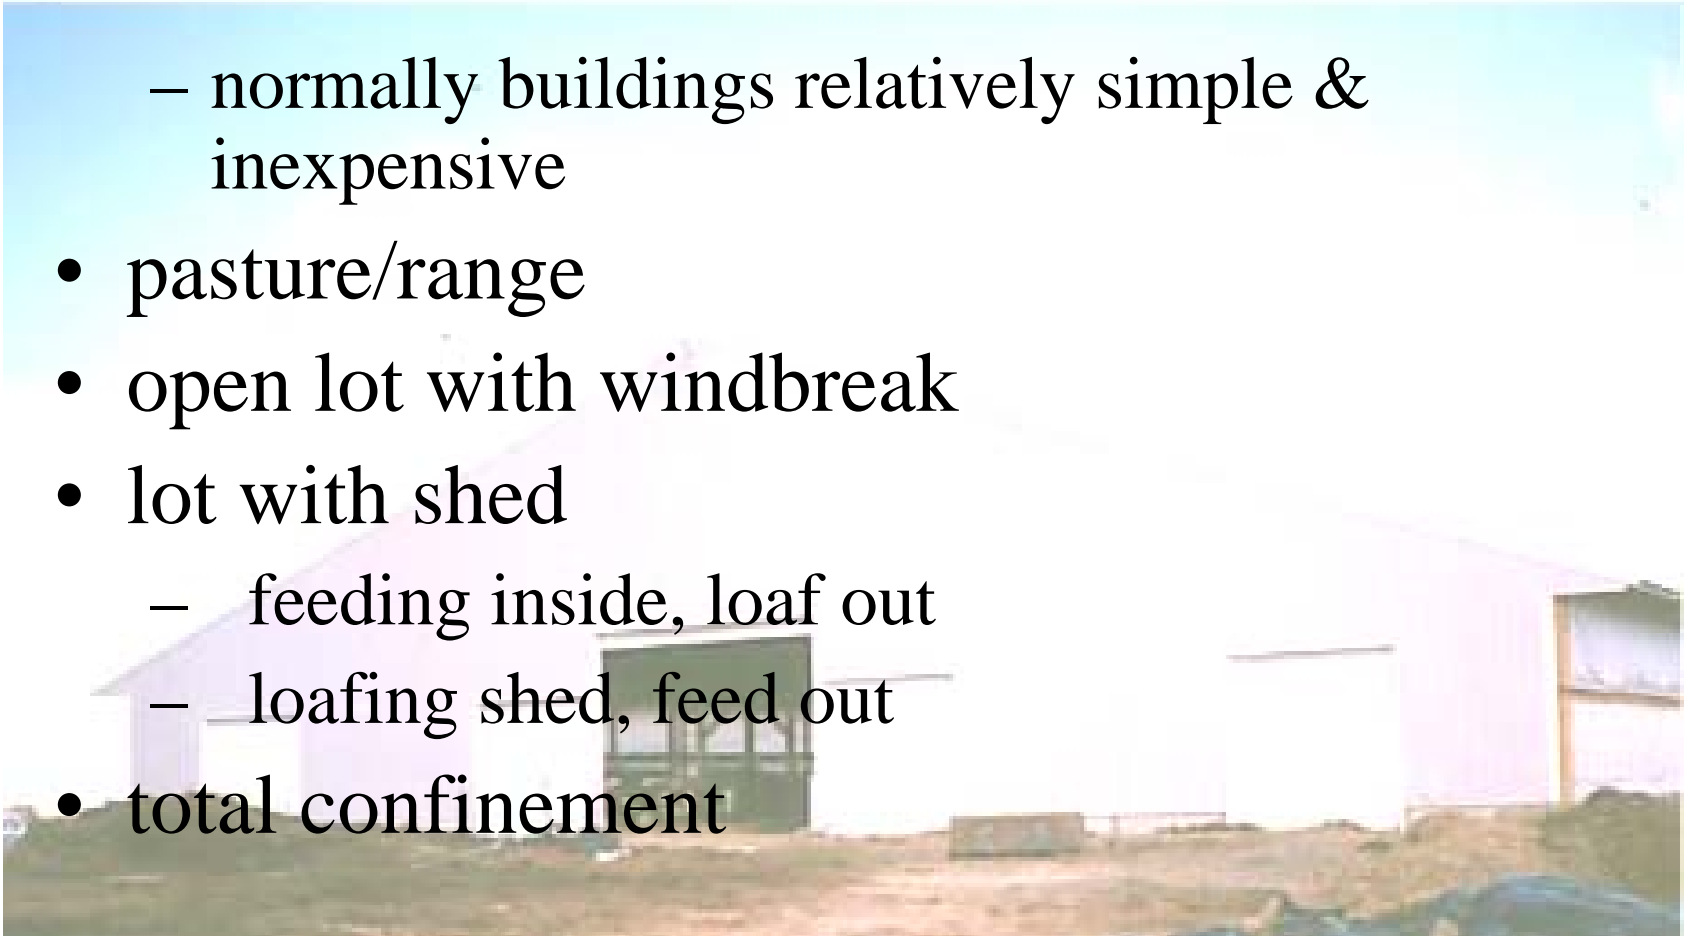 – normally buildings relatively simple &
inexpensive
• pasture/range
• open lot with windbreak
• lot with shed
– feeding inside, loaf out
– loafing shed, feed out
• total confinement